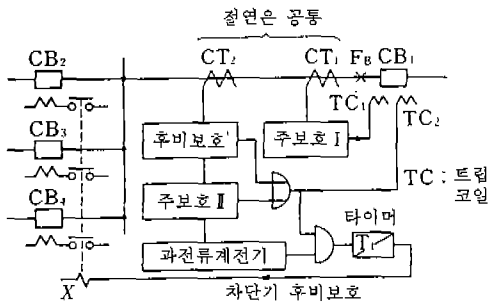 절연은 공통
CB₂
CT₂
CT₁
F_B
CB₁
TC₁
TC₂
CB₃
후비보호
주보호 Ⅰ
TC : 트립
코일
주보호 Ⅱ
CB₄
타이머
과전류계전기
T
X
차단기 후비보호